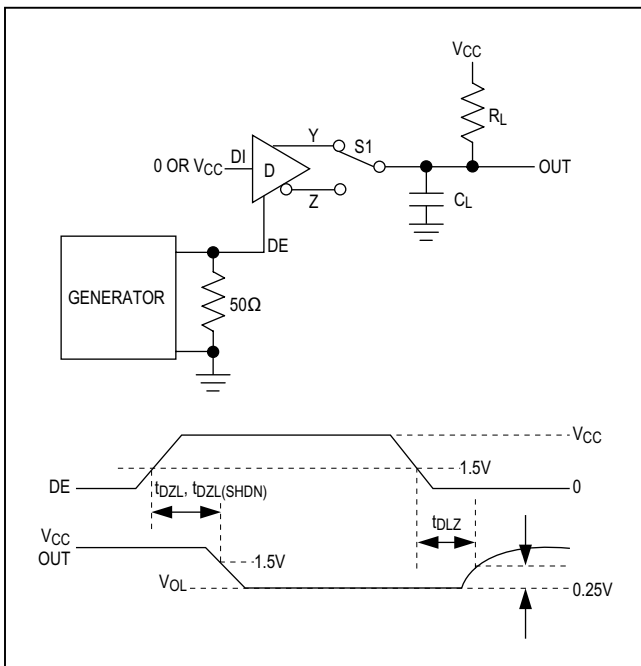 VCC
RL
Y
S1
0 OR VCC
DI
D
OUT
Z
CL
DE
GENERATOR
50Ω
VCC
1.5V
DE
0
tDZL, tDZL(SHDN)
tDLZ
VCC
OUT
1.5V
VOL
0.25V